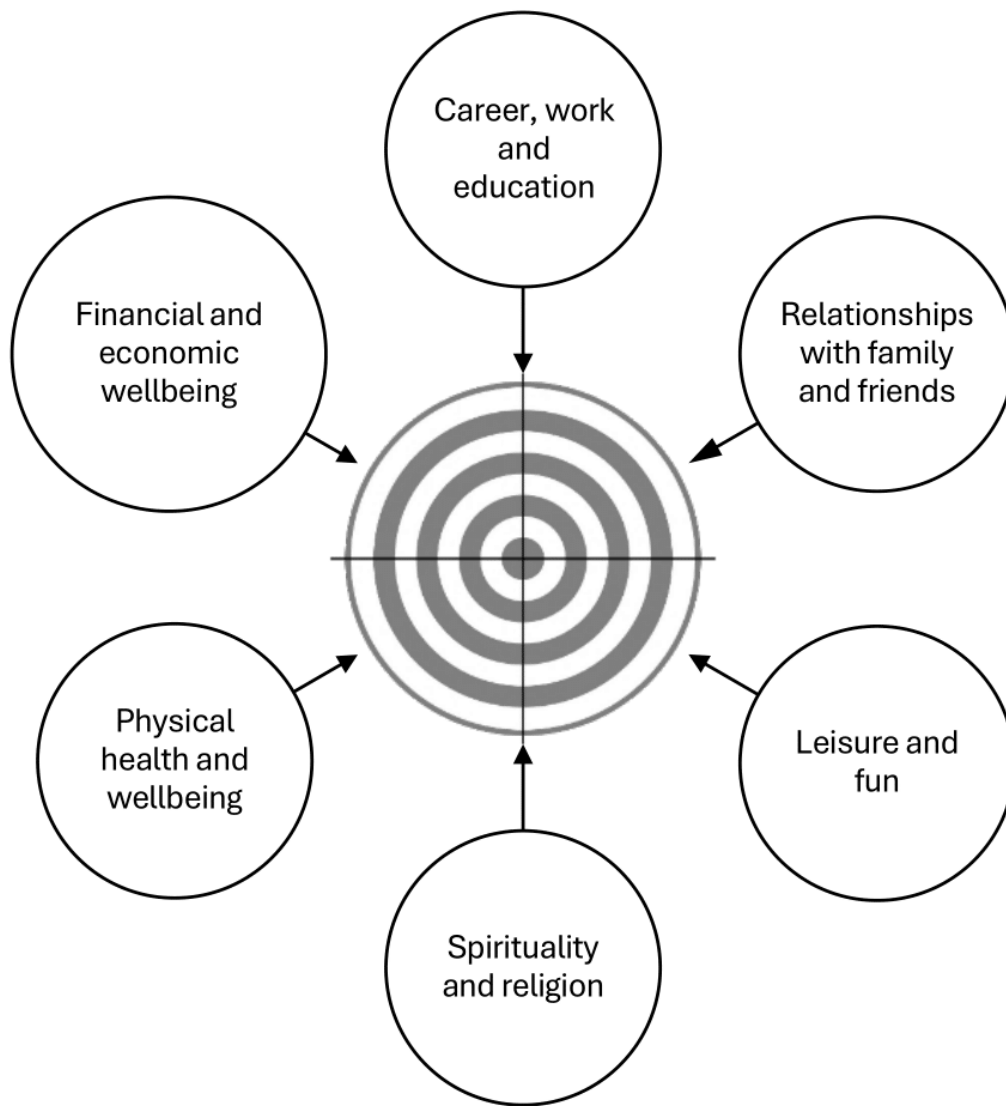 Career, work
and
education
Financial and
economic
wellbeing
Relationships
with family
and friends
Physical
health and
wellbeing
Leisure and
fun
Spirituality
and religion